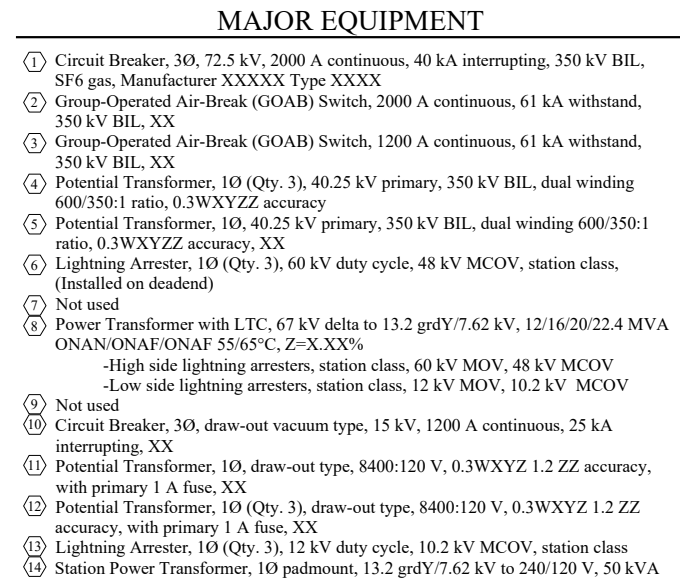 MAJOR EQUIPMENT
1 Circuit Breaker, 3Ø, 72.5 kV, 2000 A continuous, 40 kA interrupting, 350 kV BIL,
SF6 gas, Manufacturer XXXXX Type XXXX
2 Group-Operated Air-Break (GOAB) Switch, 2000 A continuous, 61 kA withstand,
350 kV BIL, XX
3 Group-Operated Air-Break (GOAB) Switch, 1200 A continuous, 61 kA withstand,
350 kV BIL, XX
4 Potential Transformer, 1Ø (Qty. 3), 40.25 kV primary, 350 kV BIL, dual winding
600/350:1 ratio, 0.3WXYZZ accuracy
5 Potential Transformer, 1Ø, 40.25 kV primary, 350 kV BIL, dual winding 600/350:1
ratio, 0.3WXYZZ accuracy, XX
6 Lightning Arrester, 1Ø (Qty. 3), 60 kV duty cycle, 48 kV MCOV, station class,
(Installed on deadend)
7 Not used
8 Power Transformer with LTC, 67 kV delta to 13.2 grdY/7.62 kV, 12/16/20/22.4 MVA
ONAN/ONAF/ONAF 55/65°C, Z=X.XX%
-High side lightning arresters, station class, 60 kV MOV, 48 kV MCOV
-Low side lightning arresters, station class, 12 kV MOV, 10.2 kV MCOV
9 Not used
10 Circuit Breaker, 3Ø, draw-out vacuum type, 15 kV, 1200 A continuous, 25 kA
interrupting, XX
11 Potential Transformer, 1Ø, draw-out type, 8400:120 V, 0.3WXYZ 1.2 ZZ accuracy,
with primary 1 A fuse, XX
12 Potential Transformer, 1Ø (Qty. 3), draw-out type, 8400:120 V, 0.3WXYZ 1.2 ZZ
accuracy, with primary 1 A fuse, XX
13 Lightning Arrester, 1Ø (Qty. 3), 12 kV duty cycle, 10.2 kV MCOV, station class
14 Station Power Transformer, 1Ø padmount, 13.2 grdY/7.62 kV to 240/120 V, 50 kVA